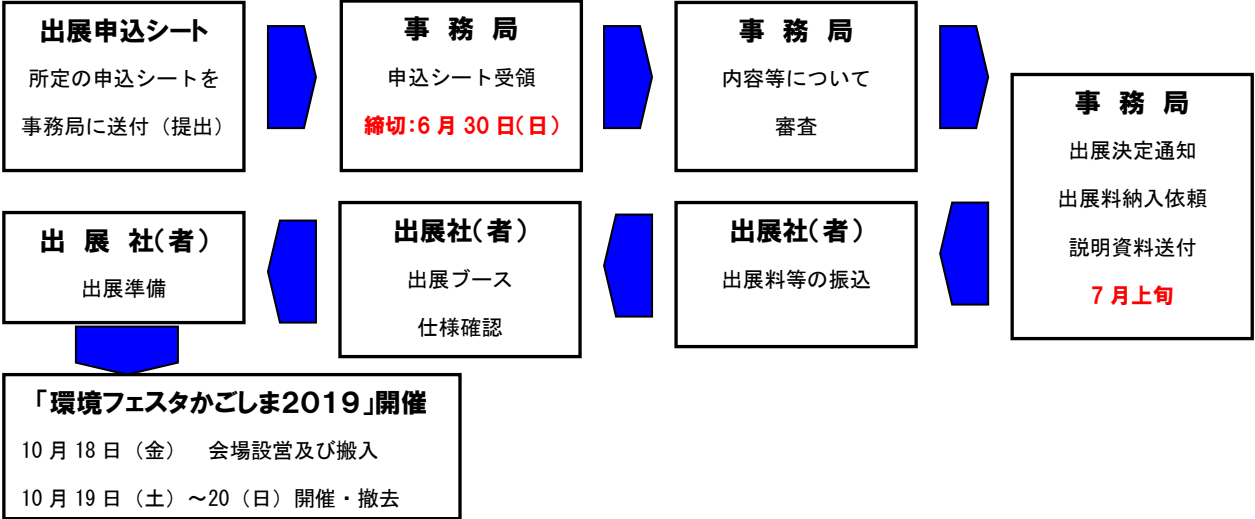 出展申込シート
所定の申込シートを
事務局に送付（提出）
事 務 局
申込シート受領
締切：6 月 30 日（日）
事 務 局
内容等について
審査
事 務 局
出展決定通知
出展料納入依頼
説明資料送付
7 月上旬
出展社（者）
出展料等の振込
出展社（者）
出展ブース
仕様確認
出 展 社（者）
出展準備
「環境フェスタかごしま２０１９」開催
10 月 18 日（金）　会場設営及び搬入
10 月 19 日（土）～20（日）開催・撤去